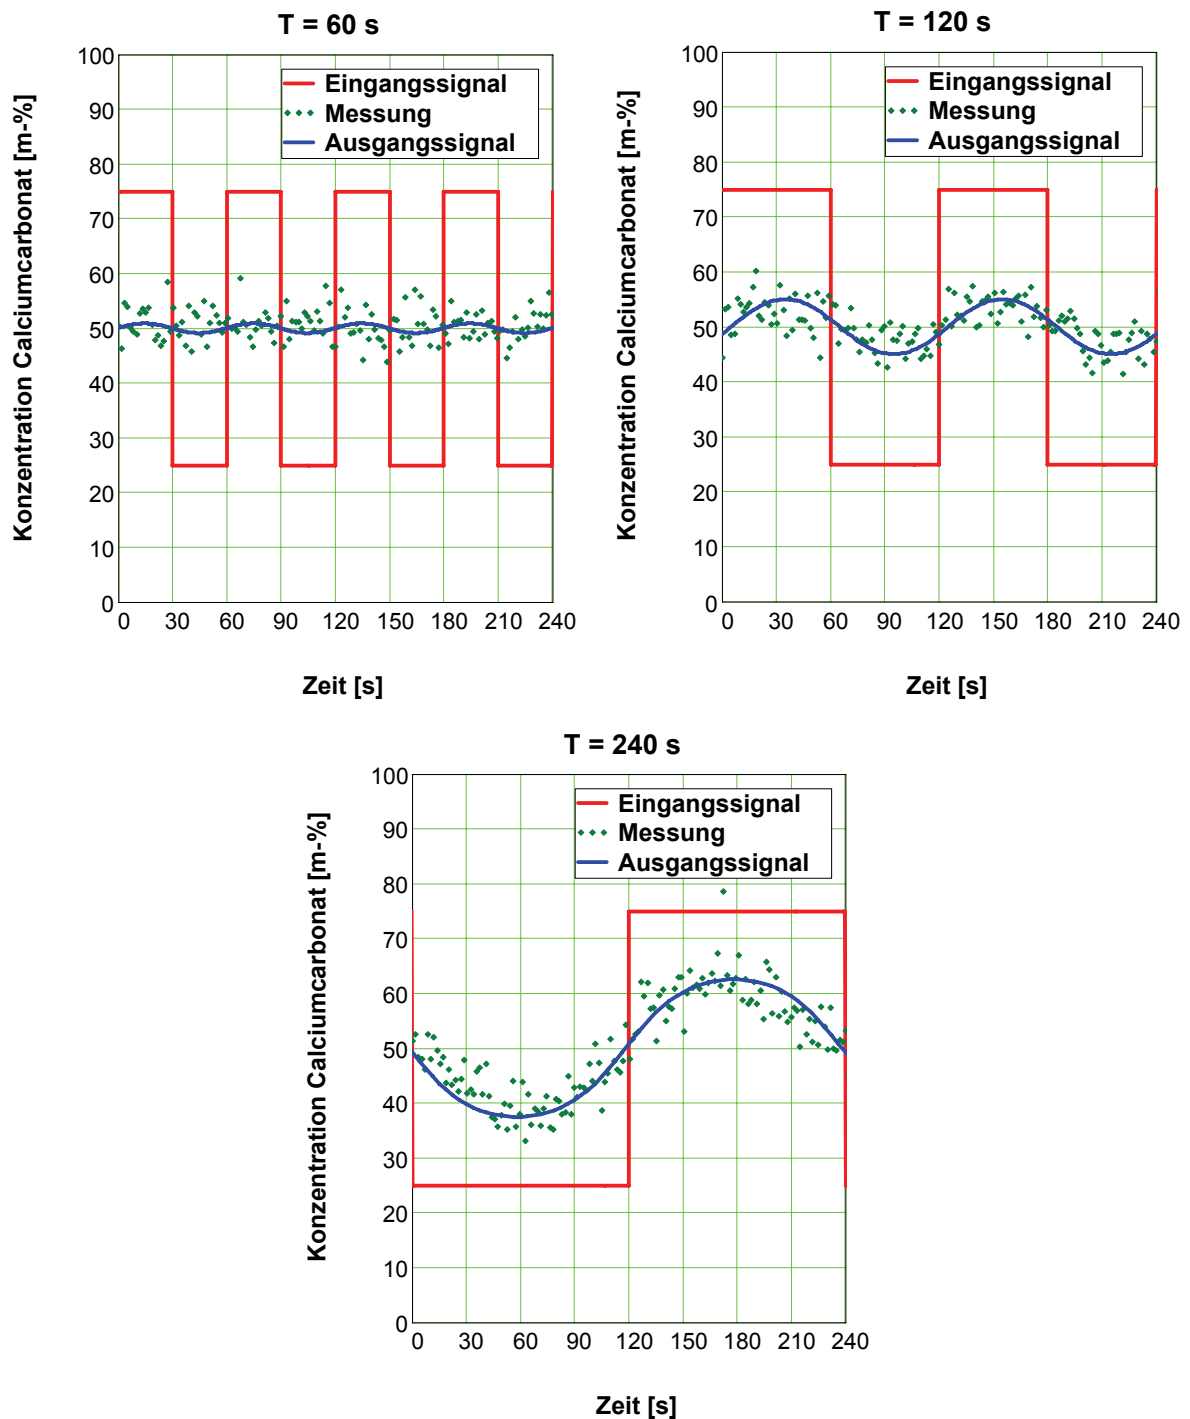 T = 60 s
Konzentration Calciumcarbonat [m-%]
100
90
80
70
60
50
40
30
20
10
0
Eingangssignal
Messung
Ausgangssignal
0 30 60 90 120 150 180 210 240
Zeit [s]
T = 120 s
Konzentration Calciumcarbonat [m-%]
100
90
80
70
60
50
40
30
20
10
0
Eingangssignal
Messung
Ausgangssignal
0 30 60 90 120 150 180 210 240
Zeit [s]
T = 240 s
Konzentration Calciumcarbonat [m-%]
100
90
80
70
60
50
40
30
20
10
0
Eingangssignal
Messung
Ausgangssignal
0 30 60 90 120 150 180 210 240
Zeit [s]